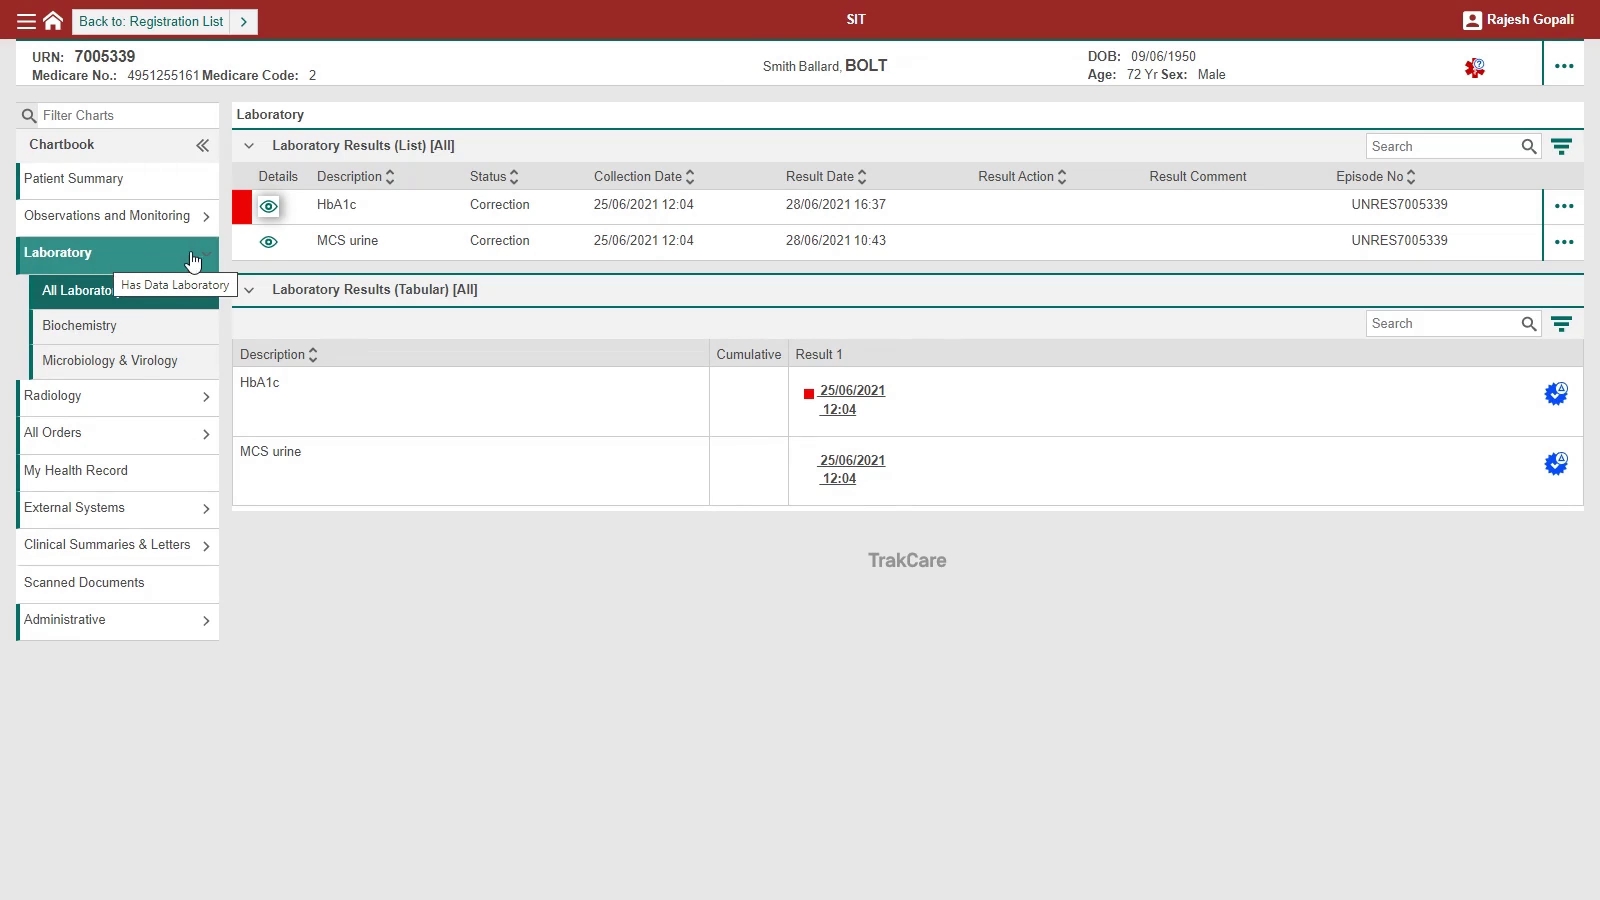 Back to: Registration List
SIT
Rajesh Gopali
URN: 7005339
Medicare No.: 4951255161 Medicare Code: 2
Smith Ballard, BOLT
DOB: 09/06/1950
Age: 72 Yr Sex: Male
Filter Charts
Chartbook
Patient Summary
Observations and Monitoring
Laboratory
Has Data Laboratory
All
Biochemistry
Microbiology & Virology
Radiology
All Orders
My Health Record
External Systems
Clinical Summaries & Letters
Scanned Documents
Administrative
Laboratory
Laboratory Results (List) [All]
Search
Details Description Status Collection Date Result Date Result Action Result Comment Episode No
HbA1c Correction 25/06/2021 12:04 28/06/2021 16:37 UNRES7005339
MCS urine Correction 25/06/2021 12:04 28/06/2021 10:43 UNRES7005339
Laboratory Results (Tabular) [All]
Search
Description Cumulative Result 1
HbA1c
25/06/2021
12:04
MCS urine
25/06/2021
12:04
TrakCare